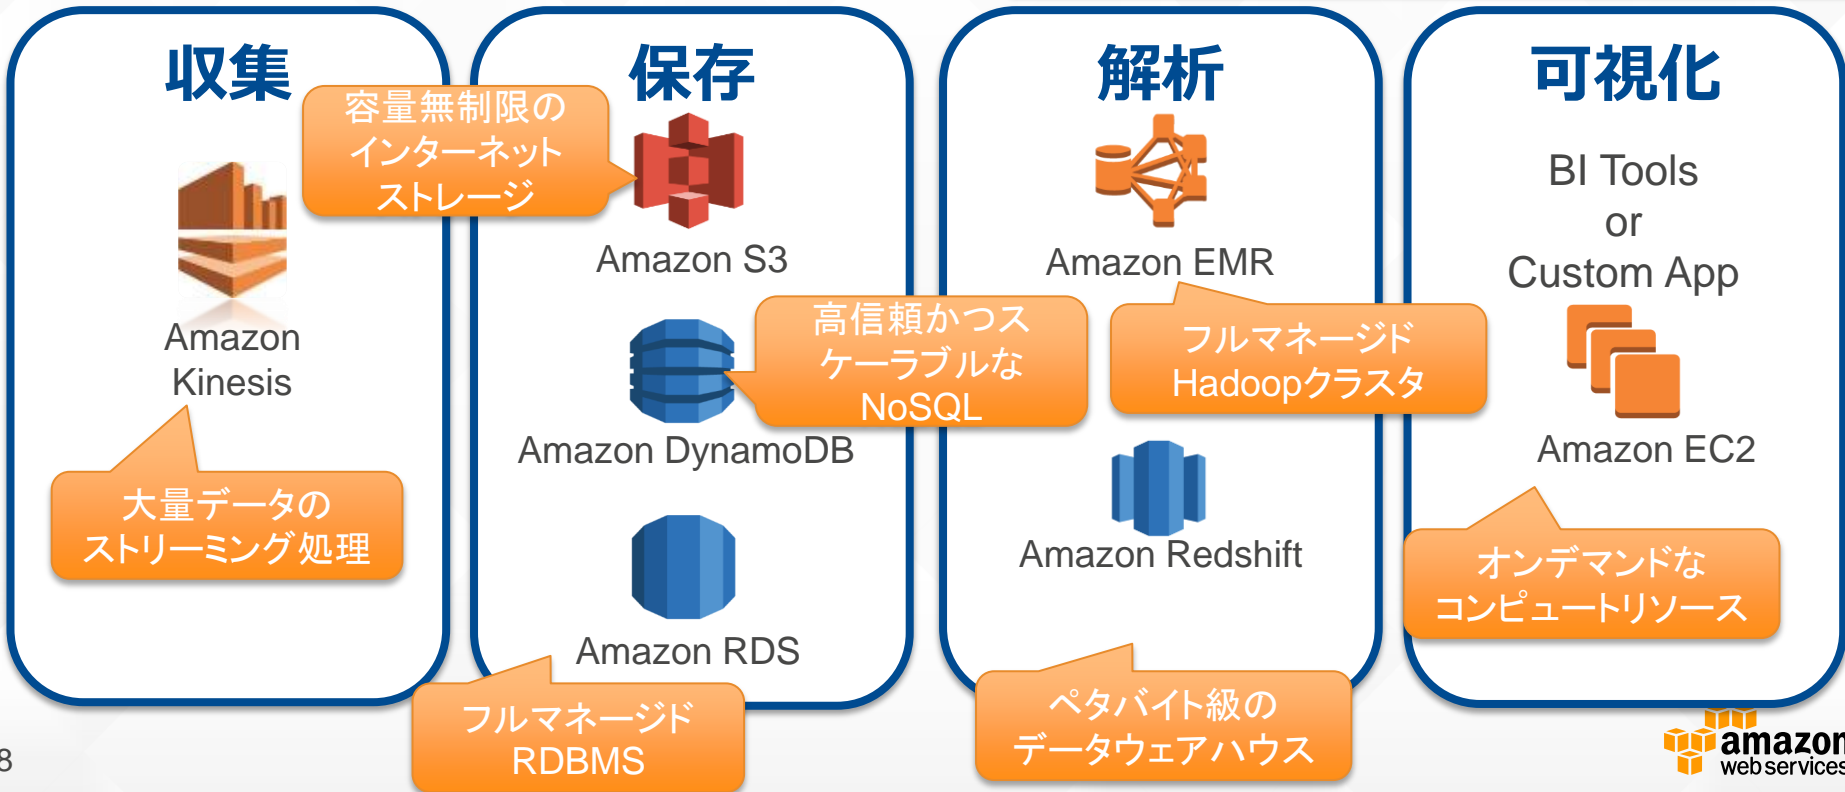 収集
Amazon
Kinesis
大量データの
ストリーミング処理
保存
容量無制限の
インターネット
ストレージ
Amazon S3
高信頼かつス
ケーラブルな
NoSQL
Amazon DynamoDB
Amazon RDS
フルマネージド
RDBMS
解析
Amazon EMR
フルマネージド
Hadoopクラスタ
Amazon Redshift
ペタバイト級の
データウェアハウス
可視化
BI Tools
or
Custom App
Amazon EC2
オンデマンドな
コンピュートリソース
8
amazon
web services